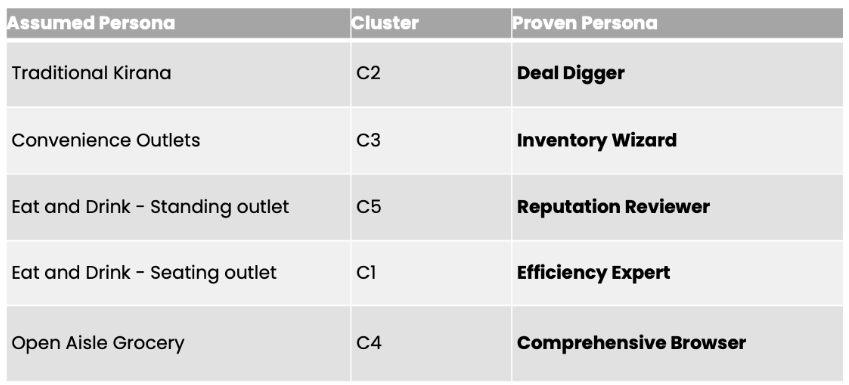 Assumed Persona Cluster Proven Persona
Traditional Kirana C2 Deal Digger
Convenience Outlets C3 Inventory Wizard
Eat and Drink - Standing outlet C5 Reputation Reviewer
Eat and Drink - Seating outlet C1 Efficiency Expert
Open Aisle Grocery C4 Comprehensive Browser